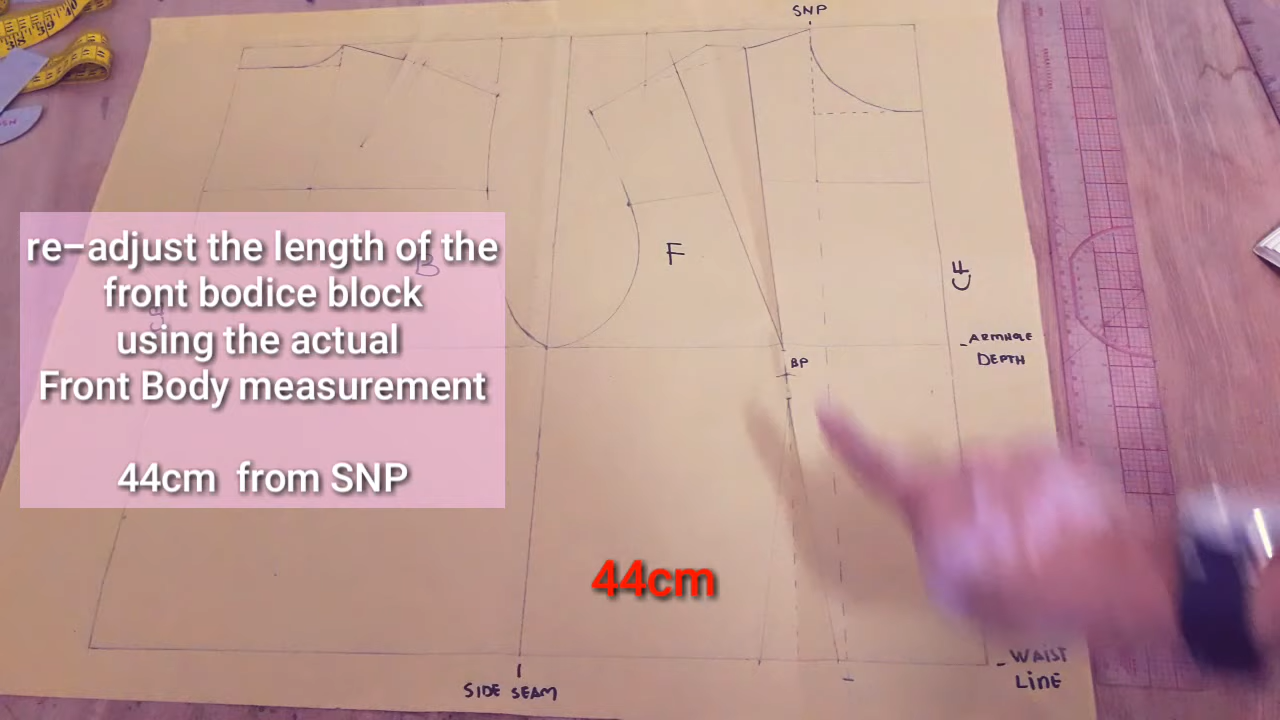 SNP
re-adjust the length of the
front bodice block
using the actual
Front Body measurement
44cm from SNP
B
F
CF
ARMHOLE
DEPTH
BP
44cm
WAIST
LINE
SIDE SEAM